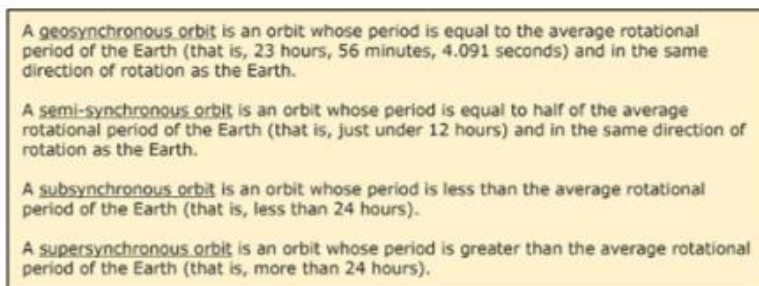 A geosynchronous orbit is an orbit whose period is equal to the average rotational
period of the Earth (that is, 23 hours, 56 minutes, 4.091 seconds) and in the same
direction of rotation as the Earth.
A semi-synchronous orbit is an orbit whose period is equal to half of the average
rotational period of the Earth (that is, just under 12 hours) and in the same direction of
rotation as the Earth.
A subsynchronous orbit is an orbit whose period is less than the average rotational
period of the Earth (that is, less than 24 hours).
A supersynchronous orbit is an orbit whose period is greater than the average rotational
period of the Earth (that is, more than 24 hours).